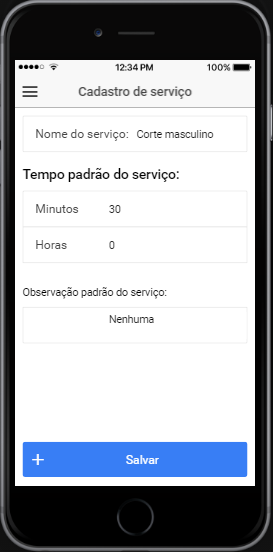 12:34 PM 100%
Cadastro de serviço
Nome do serviço: Corte masculino
Tempo padrão do serviço:
Minutos 30
Horas 0
Observação padrão do serviço:
Nenhuma
Salvar